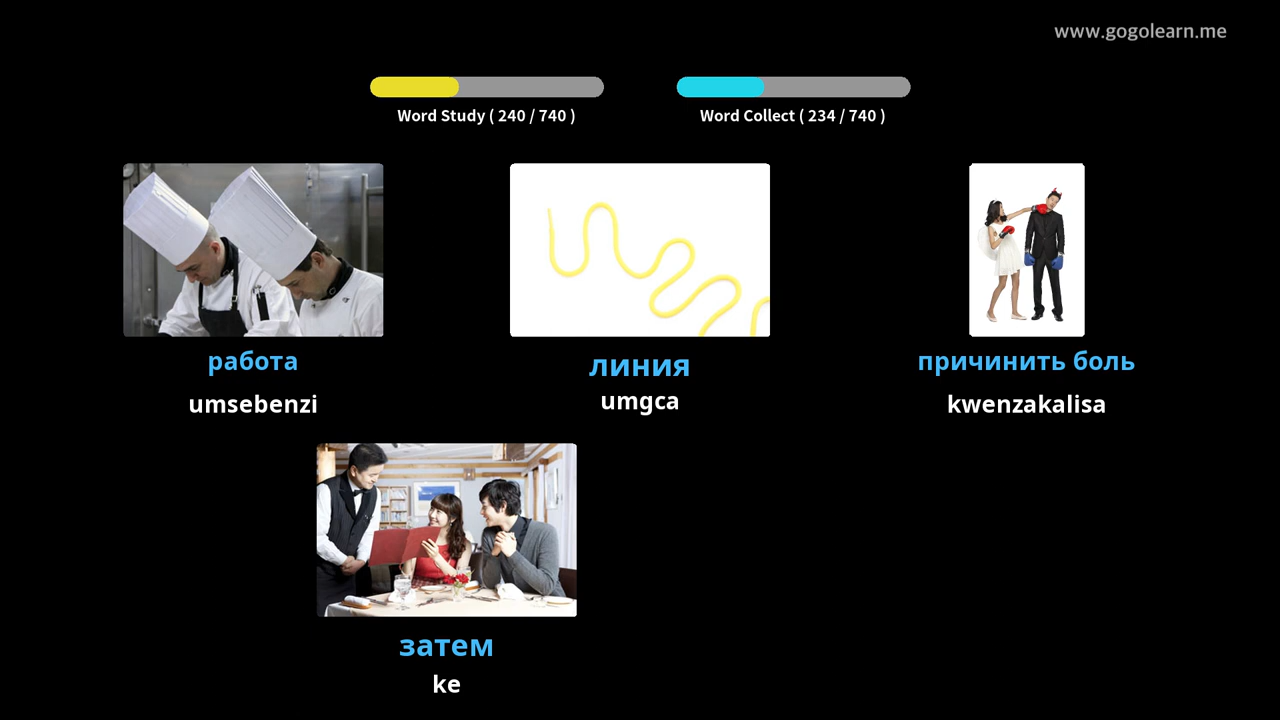 www.gogolearn.me
Word Study ( 240 / 740 )
Word Collect ( 234 / 740 )
работа
линия
причинить боль
umsebenzi
umgca
kwenzakalisa
затем
ke